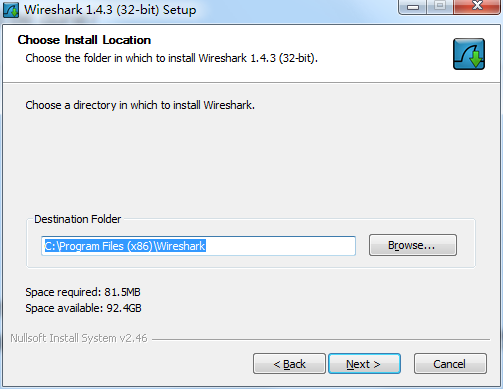 Wireshark 1.4.3 (32-bit) Setup
Choose Install Location
Choose the folder in which to install Wireshark 1.4.3 (32-bit).
Choose a directory in which to install Wireshark.
Destination Folder
C:\Program Files (x86)\Wireshark
Browse...
Space required: 81.5MB
Space available: 92.4GB
Nullsoft Install System v2.46
< Back
Next >
Cancel